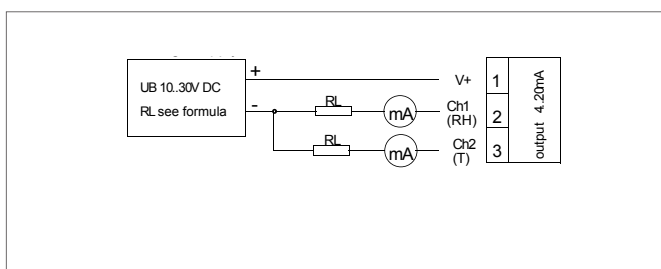 UB 10..30V DC
RL see formula
+
-
RL
mA
RL
mA
V+
Ch1
(RH)
Ch2
(T)
1
2
3
output 4..20mA